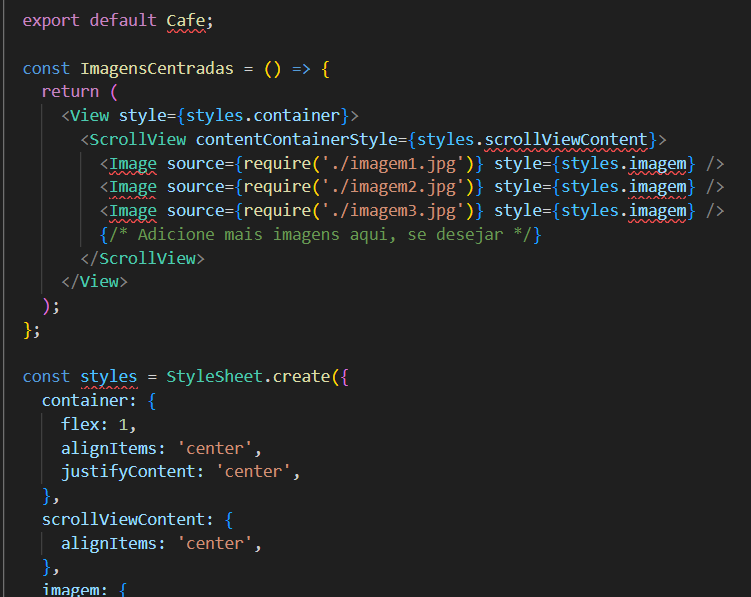 export default Cafe;
const ImagensCentradas = () => {
return (
<View style={styles.container}>
<ScrollView contentContainerStyle={styles.scrollViewContent}>
<Image source={require('./imagem1.jpg')} style={styles.imagem} />
<Image source={require('./imagem2.jpg')} style={styles.imagem} />
<Image source={require('./imagem3.jpg')} style={styles.imagem} />
{/* Adicione mais imagens aqui, se desejar */}
</ScrollView>
</View>
);
};
const styles = StyleSheet.create({
container: {
flex: 1,
alignItems: 'center',
justifyContent: 'center',
},
scrollViewContent: {
alignItems: 'center',
},
imagem: {